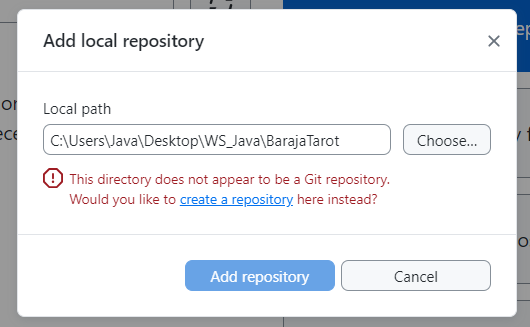 Add local repository
Local path
C:\Users\Java\Desktop\WS_Java\BarajaTarot
Choose...
This directory does not appear to be a Git repository.
Would you like to create a repository here instead?
Add repository
Cancel